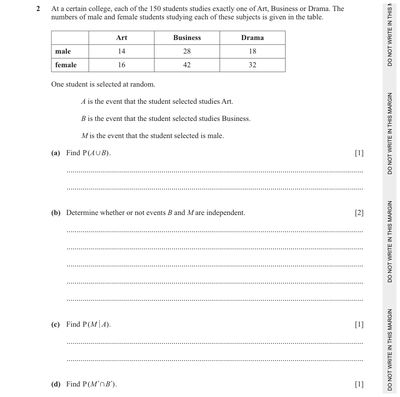 2 At a certain college, each of the 150 students studies exactly one of Art, Business or Drama. The
numbers of male and female students studying each of these subjects is given in the table.
Art Business Drama
male 14 28 18
female 16 42 32
One student is selected at random.
A is the event that the student selected studies Art.
B is the event that the student selected studies Business.
M is the event that the student selected is male.
(a) Find P(A∪B). [1]
(b) Determine whether or not events B and M are independent. [2]
(c) Find P(M|A). [1]
(d) Find P(M′∩B′). [1]
DO NOT WRITE IN THIS M
DO NOT WRITE IN THIS MARGIN
DO NOT WRITE IN THIS MARGIN
DO NOT WRITE IN THIS MARGIN